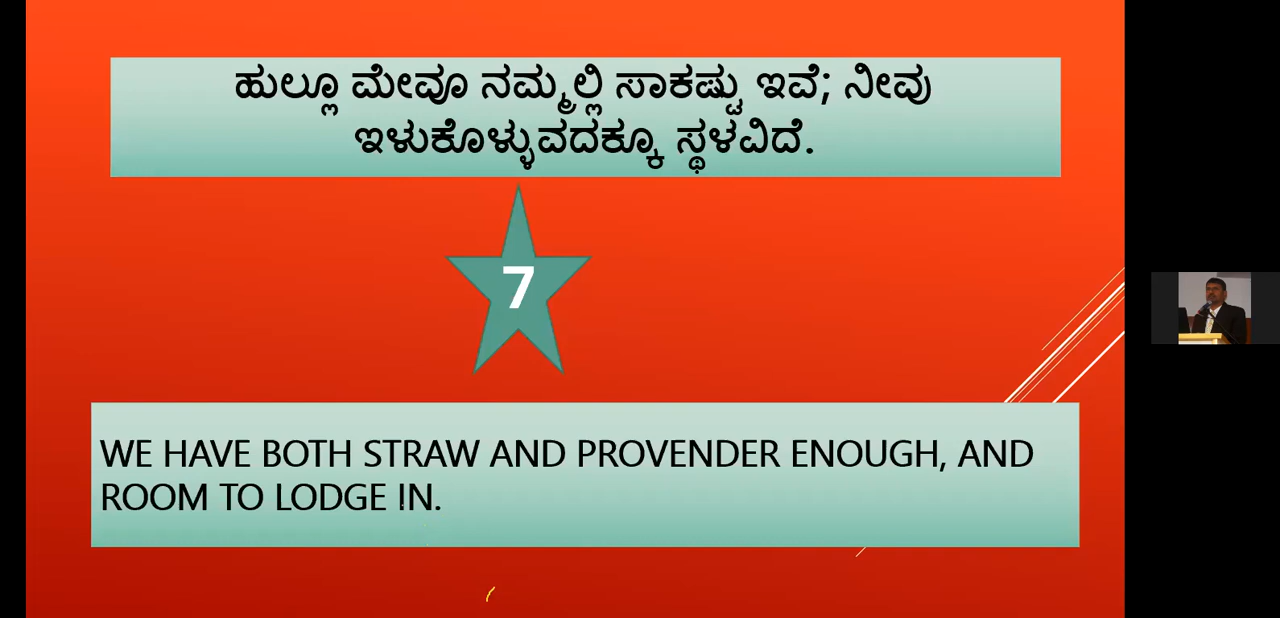 ಹುಲ್ಲೂ ಮೇವೂ ನಮ್ಮಲ್ಲಿ ಸಾಕಷ್ಟು ಇವೆ; ನೀವು
ಇಳುಕೊಳ್ಳುವದಕ್ಕೂ ಸ್ಥಳವಿದೆ.
7
WE HAVE BOTH STRAW AND PROVENDER ENOUGH, AND
ROOM TO LODGE IN.